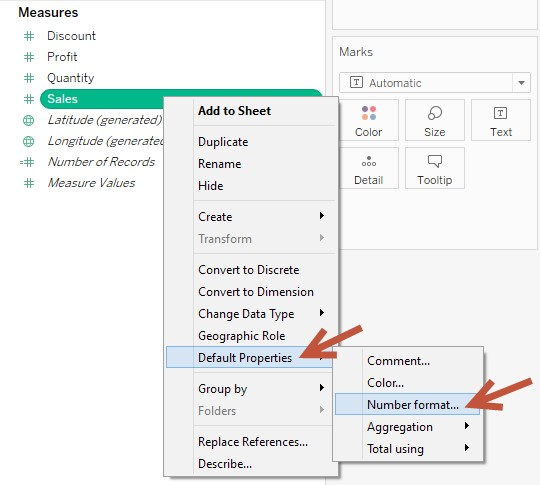 Measures
Discount
Profit
Quantity
Sales
Latitude (generated)
Longitude (generated
Number of Records
Measure Values
Add to Sheet
Duplicate
Rename
Hide
Create
Transform
Convert to Discrete
Convert to Dimension
Change Data Type
Geographic Role
Default Properties
Group by
Folders
Replace References...
Describe...
Comment...
Color...
Number format...
Aggregation
Total using
Marks
T Automatic
Color
Size
T
Text
Detail
Tooltip